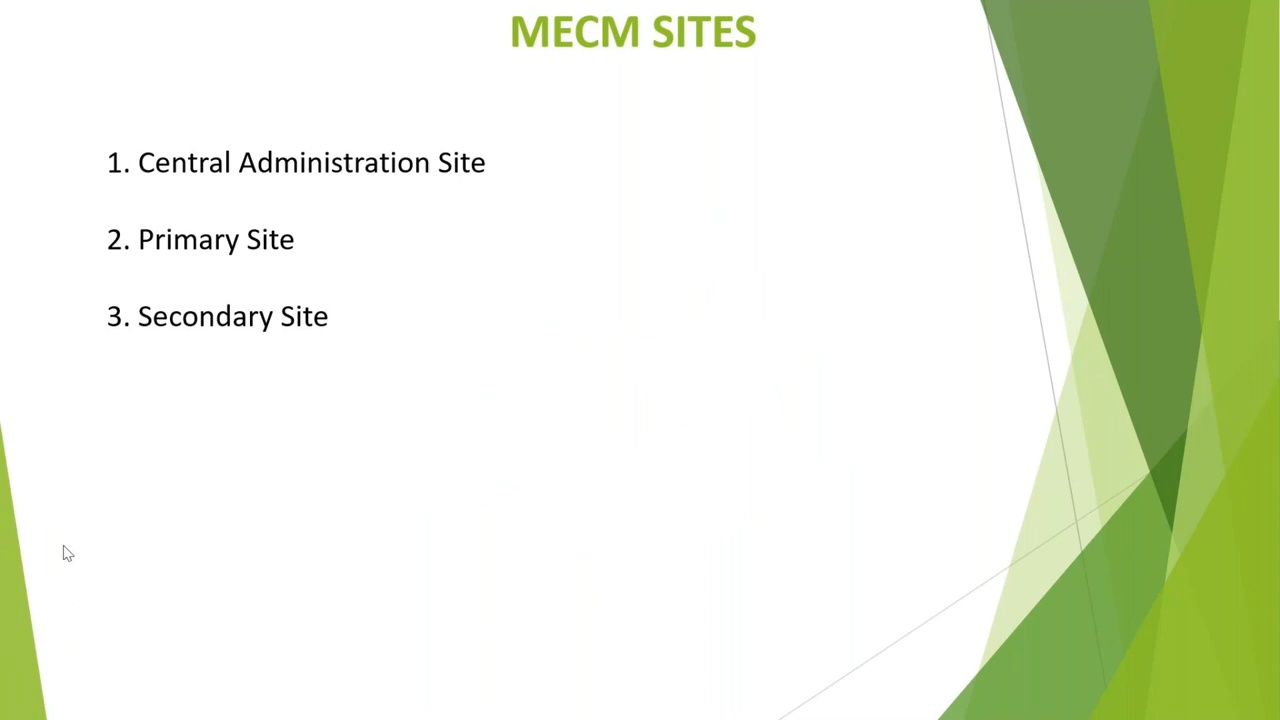 MECM SITES
1. Central Administration Site
2. Primary Site
3. Secondary Site